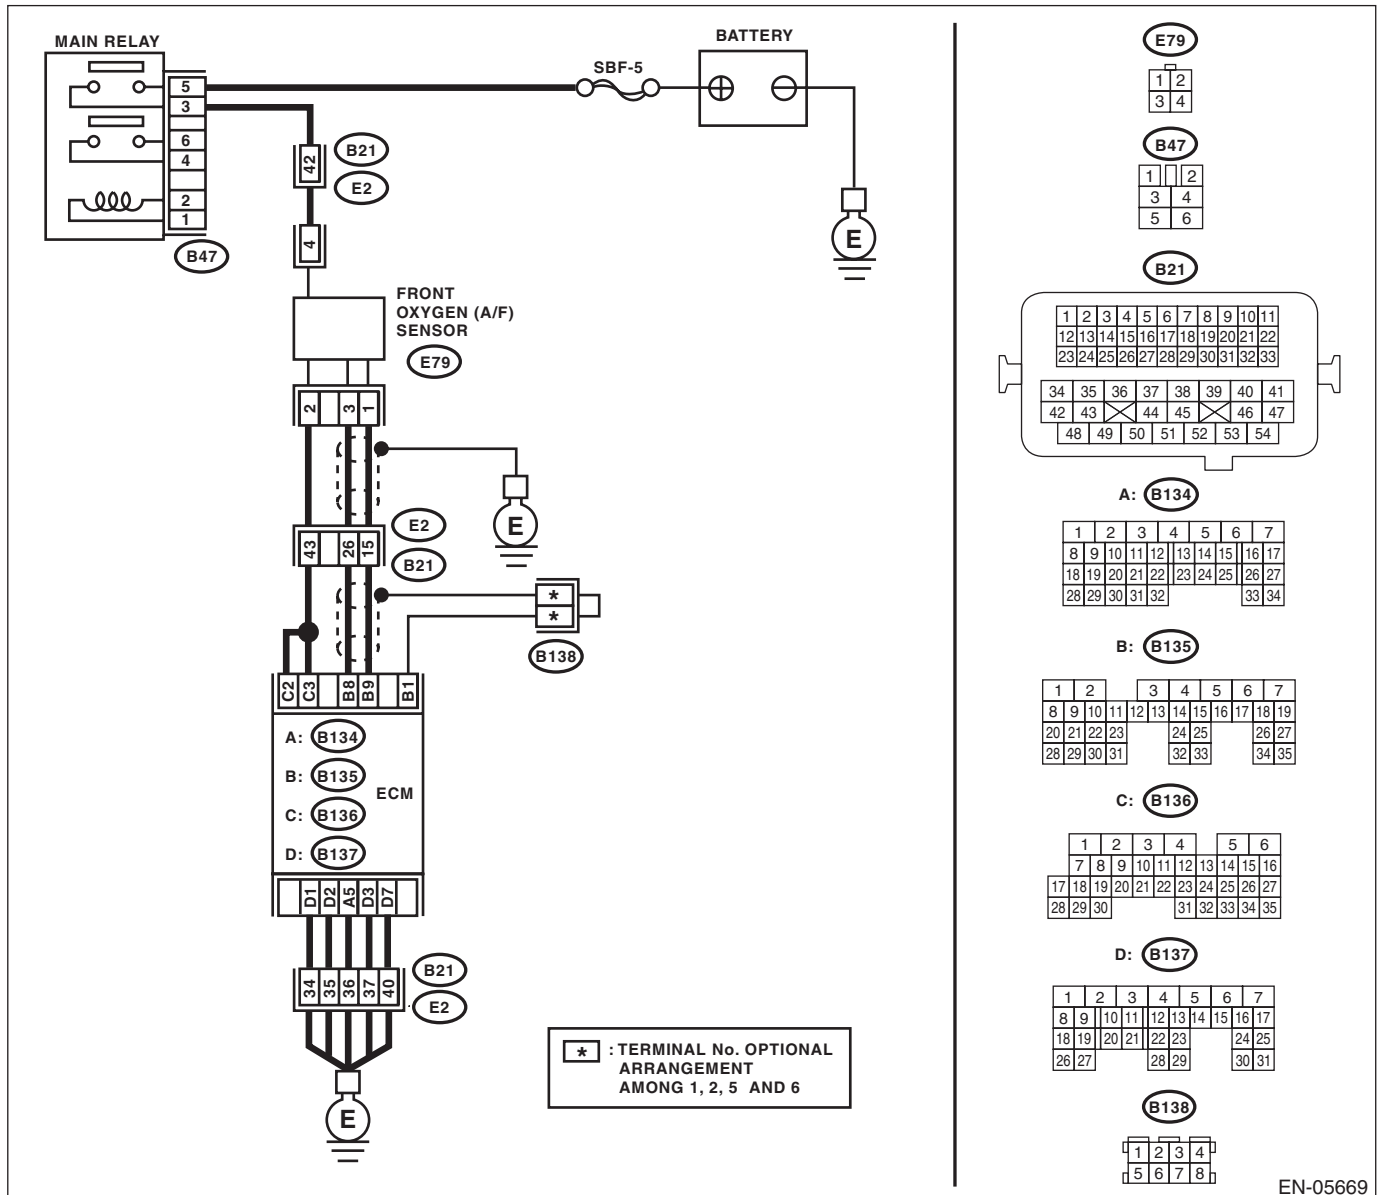 MAIN RELAY
5
3
6
4
2
1
B47
SBF-5
BATTERY
E
42
B21
E2
4
FRONT
OXYGEN (A/F)
SENSOR
E79
2 3 1
E
43 26 15
E2
B21
*
*
B138
C2 C3 B8 B9 B1
A: B134
B: B135
C: B136
D: B137
ECM
D1 D2 A5 D3 D7
34 35 36 37 40
B21
E2
E
* : TERMINAL No. OPTIONAL
ARRANGEMENT
AMONG 1, 2, 5 AND 6
E79
1 2
3 4
B47
1 2
3 4
5 6
B21
1 2 3 4 5 6 7 8 9 10 11
12 13 14 15 16 17 18 19 20 21 22
23 24 25 26 27 28 29 30 31 32 33
34 35 36 37 38 39 40 41
42 43 44 45 46 47
48 49 50 51 52 53 54
A: B134
1 2 3 4 5 6 7
8 9 10 11 12 13 14 15 16 17
18 19 20 21 22 23 24 25 26 27
28 29 30 31 32 33 34
B: B135
1 2 3 4 5 6 7
8 9 10 11 12 13 14 15 16 17 18 19
20 21 22 23 24 25 26 27
28 29 30 31 32 33 34 35
C: B136
1 2 3 4 5 6
7 8 9 10 11 12 13 14 15 16
17 18 19 20 21 22 23 24 25 26 27
28 29 30 31 32 33 34 35
D: B137
1 2 3 4 5 6 7
8 9 10 11 12 13 14 15 16 17
18 19 20 21 22 23 24 25
26 27 28 29 30 31
B138
1 2 3 4
5 6 7 8
EN-05669